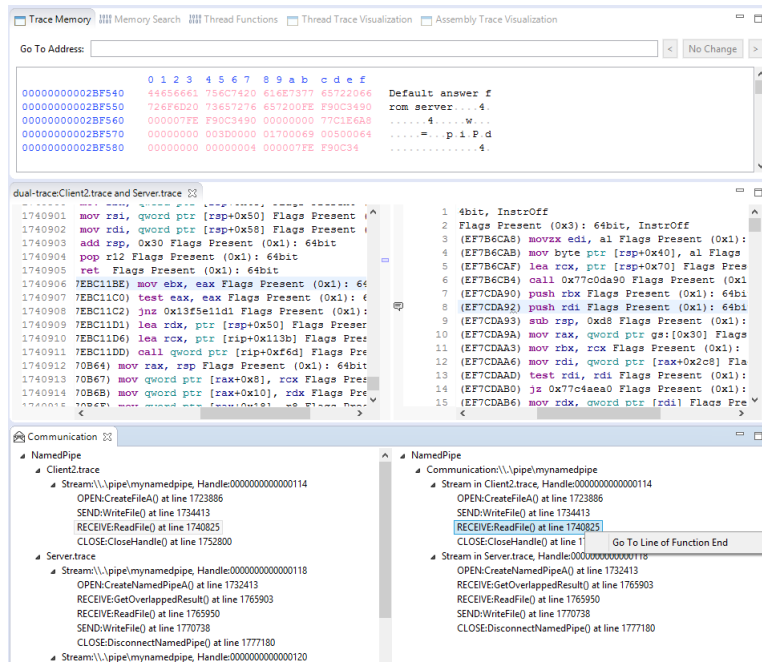 Trace Memory Memory Search Thread Functions Thread Trace Visualization Assembly Trace Visualization
Go To Address: < No Change >
0 1 2 3 4 5 6 7 8 9 a b c d e f
00000000002BF540 44656661 756C7420 616E7377 65722066 Default answer f
00000000002BF550 726F6D20 73657276 657200FE F90C3490 rom server....4.
00000000002BF560 000007FE F90C3490 00000000 77C1E6A8 ......4.....w...
00000000002BF570 00000000 003D0000 01700069 00500064 .....=...p.i.P.d
00000000002BF580 00000000 00000004 000007FE F90C34 ..............4.
dual-trace:Client2.trace and Server.trace
1740901 mov rsi, qword ptr [rsp+0x50] Flags Present (
1740902 mov rdi, qword ptr [rsp+0x58] Flags Present (
1740903 add rsp, 0x30 Flags Present (0x1): 64bit
1740904 pop r12 Flags Present (0x1): 64bit
1740905 ret Flags Present (0x1): 64bit
1740906 7EBC11BE) mov ebx, eax Flags Present (0x1): 64
1740907 7EBC11C0) test eax, eax Flags Present (0x1): 6
1740908 7EBC11C2) jnz 0x13f5e11d1 Flags Present (0x1):
1740909 7EBC11D1) lea rdx, ptr [rsp+0x50] Flags Presen
1740910 7EBC11D6) lea rcx, ptr [rip+0x113b] Flags Pres
1740911 7EBC11DD) call qword ptr [rip+0xf6d] Flags Pre
1740912 70B64) mov rax, rsp Flags Present (0x1): 64bit
1740913 70B67) mov qword ptr [rax+0x8], rcx Flags Pres
1740914 70B6B) mov qword ptr [rax+0x10], rdx Flags Pre
1740915 70B6F) mov qword ptr [rax+0x18], r8 Flags Pres
1 4bit, InstrOff
2 Flags Present (0x3): 64bit, InstrOff
3 (EF7B6CA8) movzx edi, al Flags Present (0x1):
4 (EF7B6CAB) mov byte ptr [rsp+0x40], al Flags
5 (EF7B6CAF) lea rcx, ptr [rsp+0x70] Flags Pres
6 (EF7B6CB4) call 0x77c0da90 Flags Present (0x1
7 (EF7CDA90) push rbx Flags Present (0x1): 64bi
8 (EF7CDA92) push rdi Flags Present (0x1): 64bi
9 (EF7CDA93) sub rsp, 0xd8 Flags Present (0x1):
10 (EF7CDA9A) mov rax, qword ptr gs:[0x30] Flags
11 (EF7CDAA3) mov rbx, rcx Flags Present (0x1):
12 (EF7CDAA6) mov rdi, qword ptr [rax+0x2c8] Fla
13 (EF7CDAAD) test rdi, rdi Flags Present (0x1):
14 (EF7CDAB0) jz 0x77c4aea0 Flags Present (0x1):
15 (EF7CDAB6) mov rdx, qword ptr [rdi] Flags Pre
Communication
NamedPipe
Client2.trace
Stream:\\.\pipe\mynamedpipe, Handle:0000000000000114
OPEN:CreateFileA() at line 1723886
SEND:WriteFile() at line 1734413
RECEIVE:ReadFile() at line 1740825
CLOSE:CloseHandle() at line 1752800
Server.trace
Stream:\\.\pipe\mynamedpipe, Handle:0000000000000118
OPEN:CreateNamedPipeA() at line 1732413
RECEIVE:GetOverlappedResult() at line 1765903
RECEIVE:ReadFile() at line 1765950
SEND:WriteFile() at line 1770738
CLOSE:DisconnectNamedPipe() at line 1777180
Stream:\\.\pipe\mynamedpipe, Handle:0000000000000120
NamedPipe
Communication:\\.\pipe\mynamedpipe
Stream in Client2.trace, Handle:0000000000000114
OPEN:CreateFileA() at line 1723886
SEND:WriteFile() at line 1734413
RECEIVE:ReadFile() at line 1740825
CLOSE:CloseHandle() at line
Go To Line of Function End
Stream in Server.trace, Handle:0000000000000118
OPEN:CreateNamedPipeA() at line 1732413
RECEIVE:GetOverlappedResult() at line 1765903
RECEIVE:ReadFile() at line 1765950
SEND:WriteFile() at line 1770738
CLOSE:DisconnectNamedPipe() at line 1777180